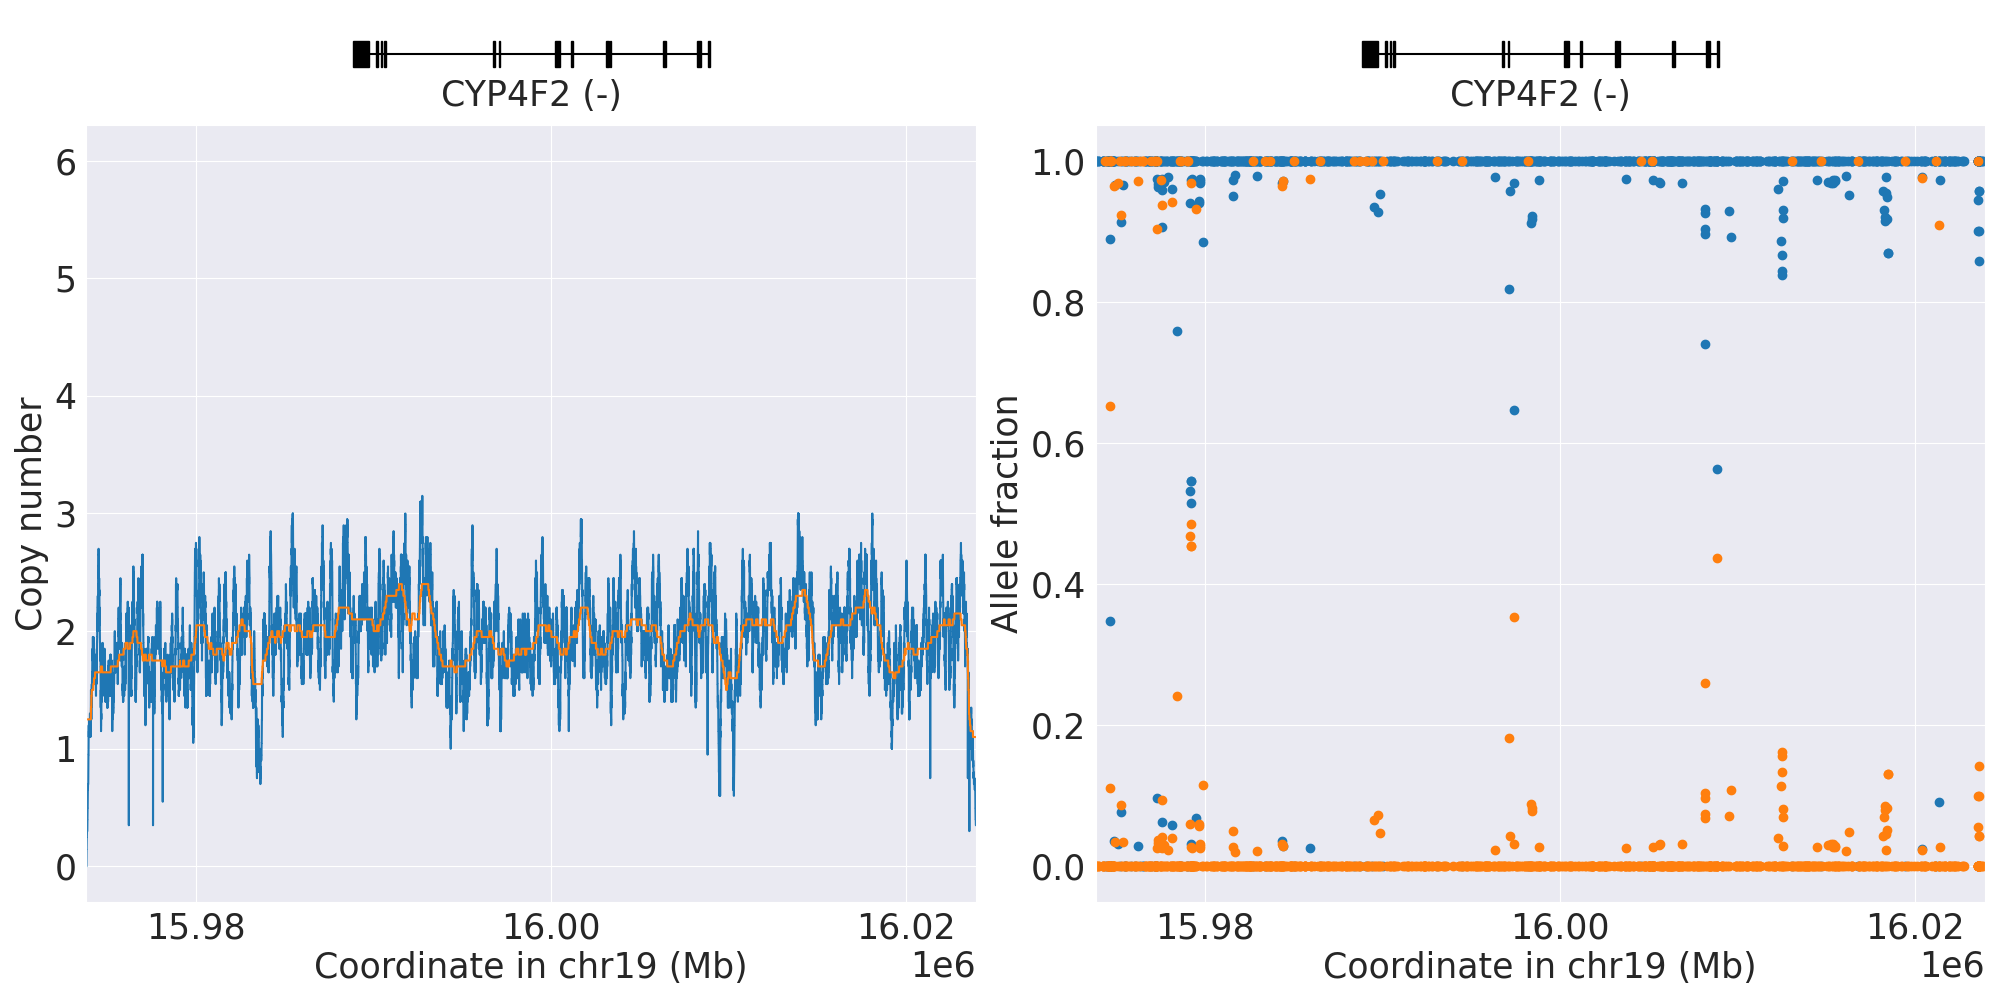 CYP4F2 (-)
CYP4F2 (-)
Copy number
6
5
4
3
2
1
0
15.98
16.00
16.02
Coordinate in chr19 (Mb)
1e6
Allele fraction
1.0
0.8
0.6
0.4
0.2
0.0
15.98
16.00
16.02
Coordinate in chr19 (Mb)
1e6